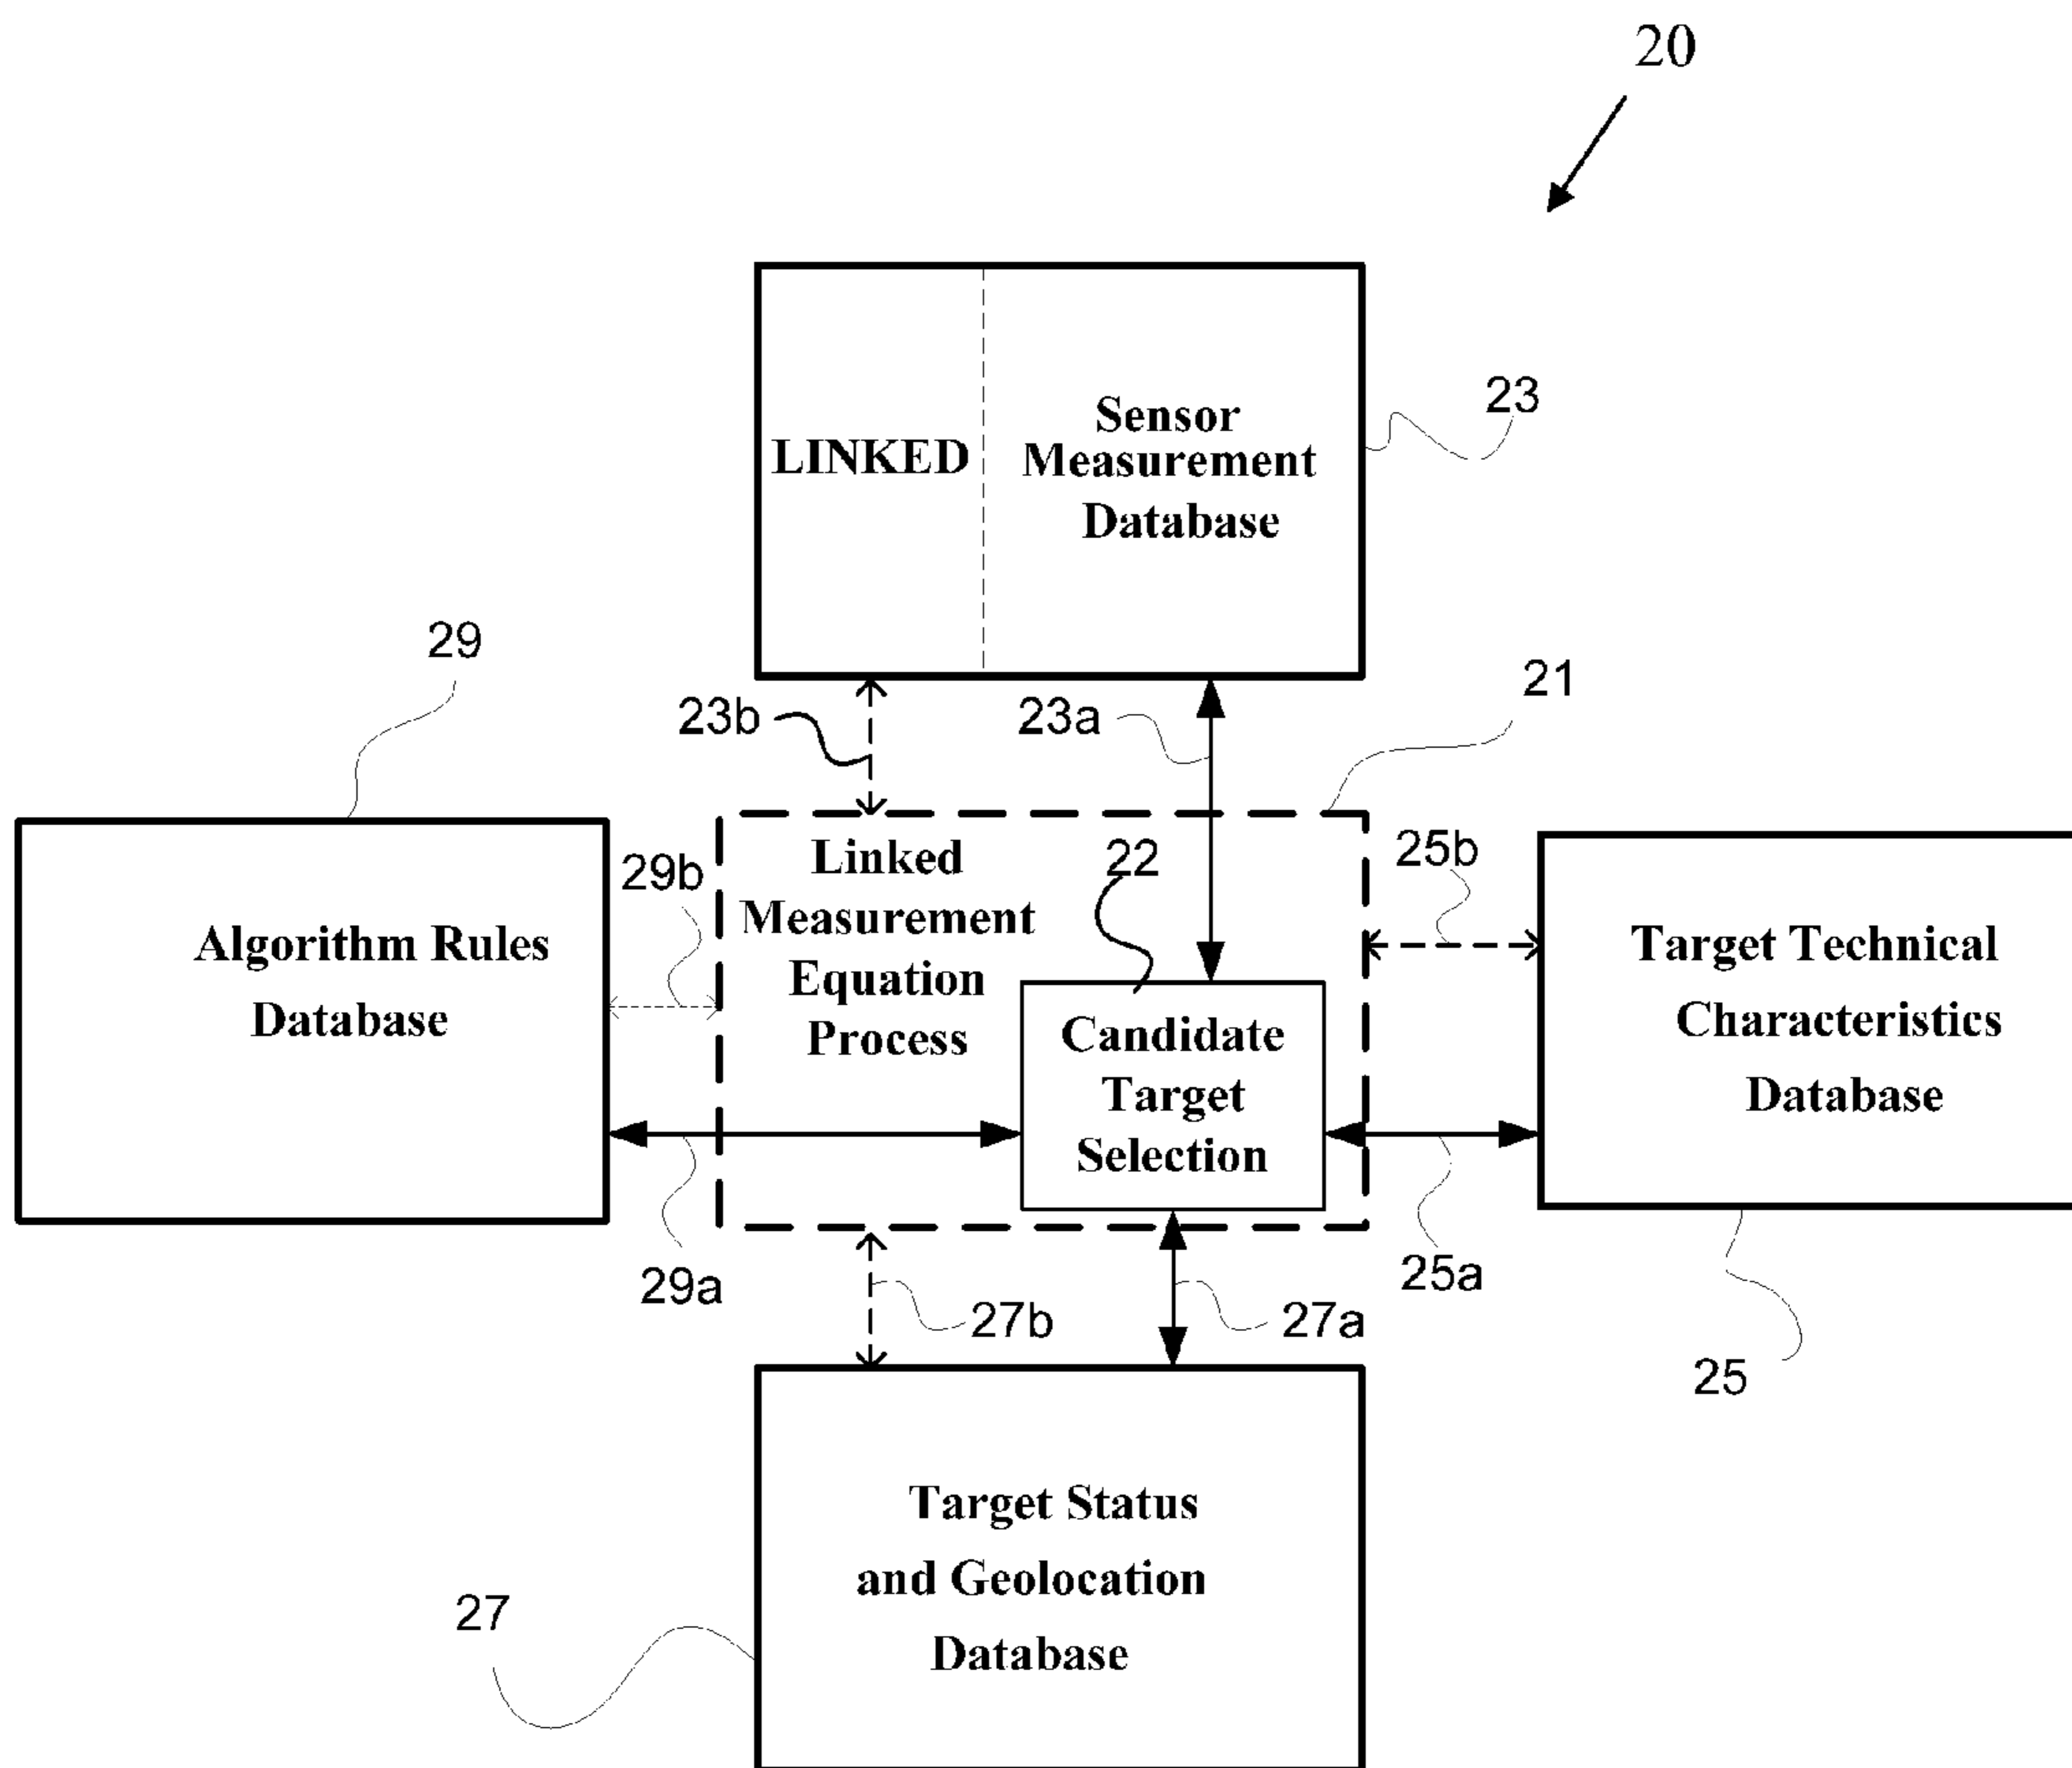 20
LINKED
Sensor
Measurement
Database
23
29
21
23b
23a
Linked
Measurement
Equation
Process
22
29b
25b
Algorithm Rules
Database
Candidate
Target
Selection
Target Technical
Characteristics
Database
29a
25a
27b
27a
25
Target Status
and Geolocation
Database
27